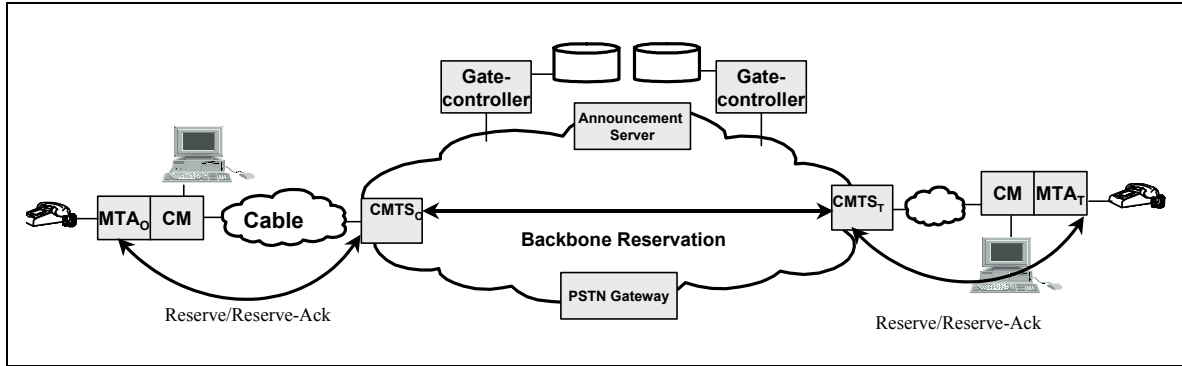 Gate-
controller
Gate-
controller
Announcement
Server
MTAO
CM
Cable
CMTSO
CMTST
CM
MTAT
Backbone Reservation
PSTN Gateway
Reserve/Reserve-Ack
Reserve/Reserve-Ack